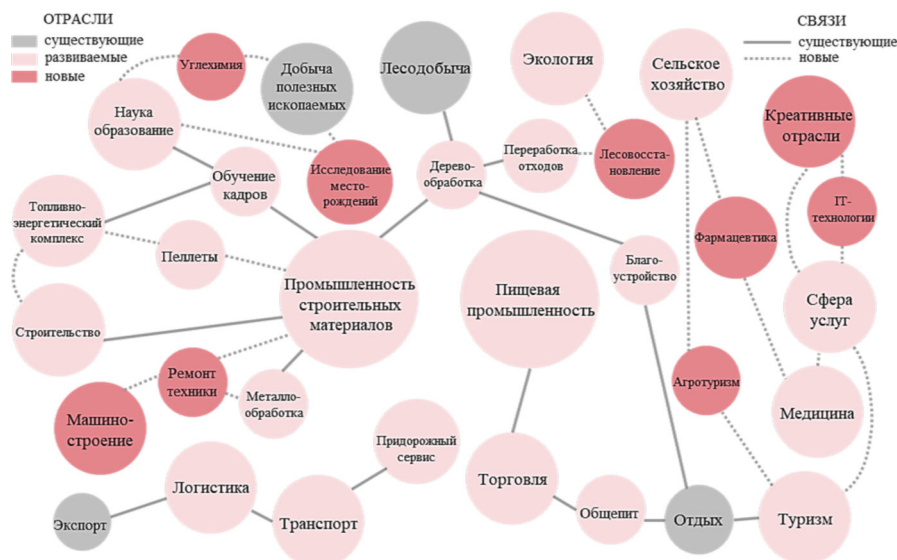 ОТРАСЛИ
существующие
развиваемые
новые
СВЯЗИ
существующие
новые
Углехимия
Добыча
полезных
ископаемых
Лесодобыча
Экология
Сельское
хозяйство
Наука
образование
Креативные
отрасли
Обучение
кадров
Исследование
место-
рождений
Дерево-
обработка
Переработка
отходов
Лесовосста-
новление
IT-
технологии
Топливно-
энергетический
комплекс
Пеллеты
Фармацевтика
Благо-
устройство
Промышленность
строительных
материалов
Пищевая
промышленность
Сфера
услуг
Строительство
Ремонт
техники
Металло-
обработка
Агротуризм
Медицина
Машино-
строение
Придорожный
сервис
Логистика
Торговля
Экспорт
Транспорт
Общепит
Отдых
Туризм